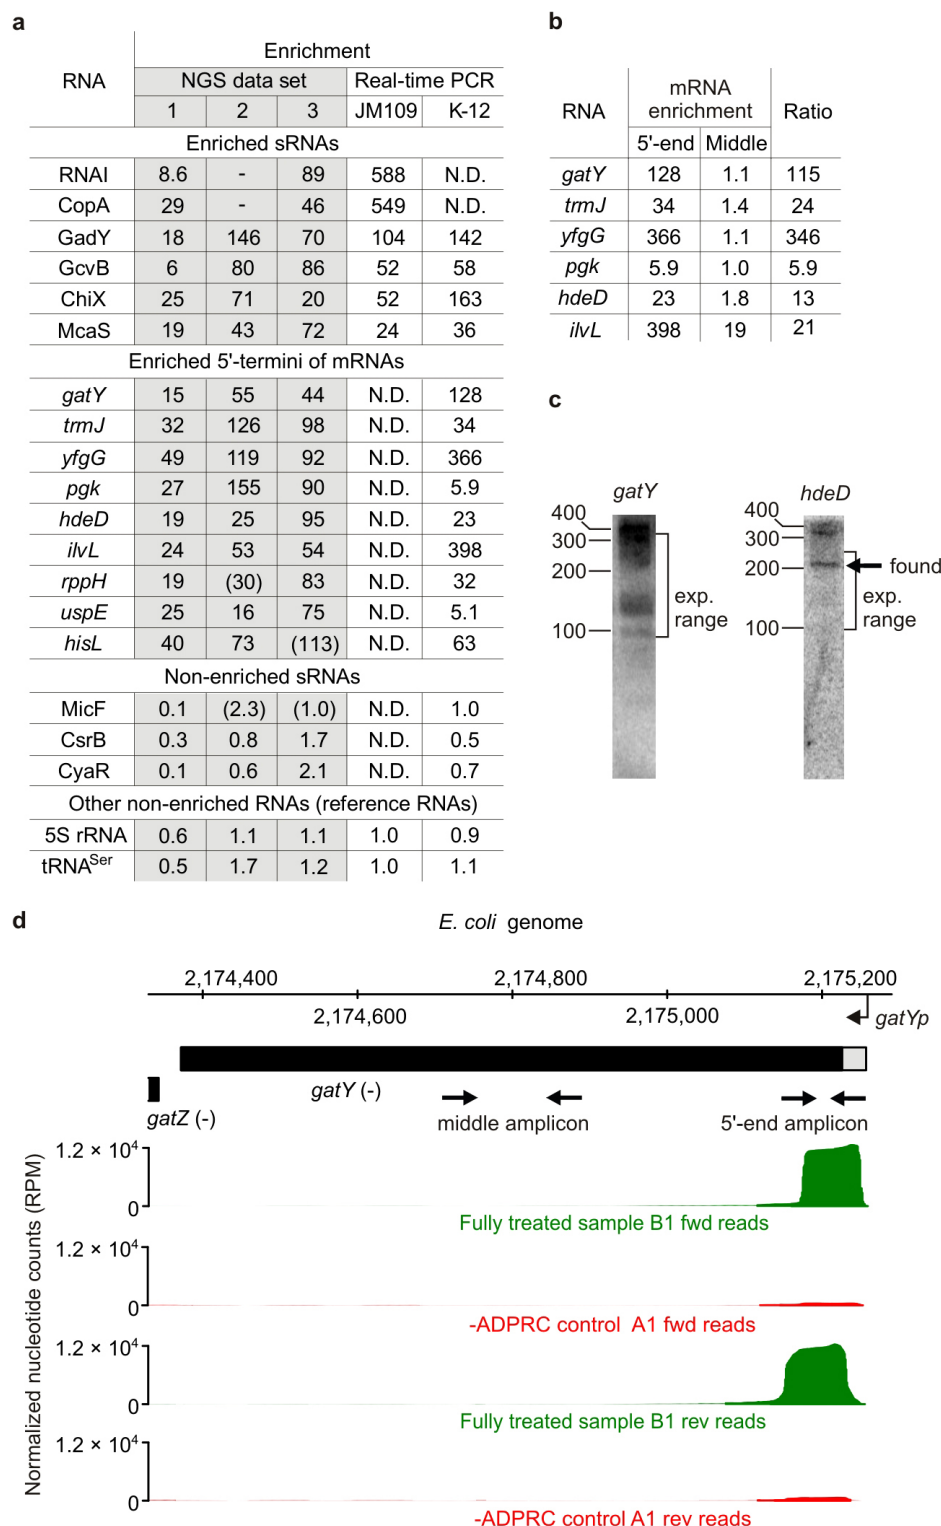 a
Enrichment
RNA NGS data set Real-time PCR
1 2 3 JM109 K-12
Enriched sRNAs
RNAI 8.6 - 89 588 N.D.
CopA 29 - 46 549 N.D.
GadY 18 146 70 104 142
GcvB 6 80 86 52 58
ChiX 25 71 20 52 163
McaS 19 43 72 24 36
Enriched 5'-termini of mRNAs
gatY 15 55 44 N.D. 128
trmJ 32 126 98 N.D. 34
yfgG 49 119 92 N.D. 366
pgk 27 155 90 N.D. 5.9
hdeD 19 25 95 N.D. 23
ilvL 24 53 54 N.D. 398
rppH 19 (30) 83 N.D. 32
uspE 25 16 75 N.D. 5.1
hisL 40 73 (113) N.D. 63
Non-enriched sRNAs
MicF 0.1 (2.3) (1.0) N.D. 1.0
CsrB 0.3 0.8 1.7 N.D. 0.5
CyaR 0.1 0.6 2.1 N.D. 0.7
Other non-enriched RNAs (reference RNAs)
5S rRNA 0.6 1.1 1.1 1.0 0.9
tRNASer 0.5 1.7 1.2 1.0 1.1
b
RNA mRNA enrichment Ratio
5'-end Middle
gatY 128 1.1 115
trmJ 34 1.4 24
yfgG 366 1.1 346
pgk 5.9 1.0 5.9
hdeD 23 1.8 13
ilvL 398 19 21
c
gatY
400
300
200
100
exp.
range
hdeD
400
300
200
100
found
exp.
range
d
E. coli genome
2,174,400 2,174,800 2,175,200
2,174,600 2,175,000
gatYp
gatY (-)
gatZ (-)
middle amplicon 5'-end amplicon
Normalized nucleotide counts (RPM)
1.2 × 10⁴
0
Fully treated sample B1 fwd reads
1.2 × 10⁴
0
-ADPRC control A1 fwd reads
1.2 × 10⁴
0
Fully treated sample B1 rev reads
1.2 × 10⁴
0
-ADPRC control A1 rev reads